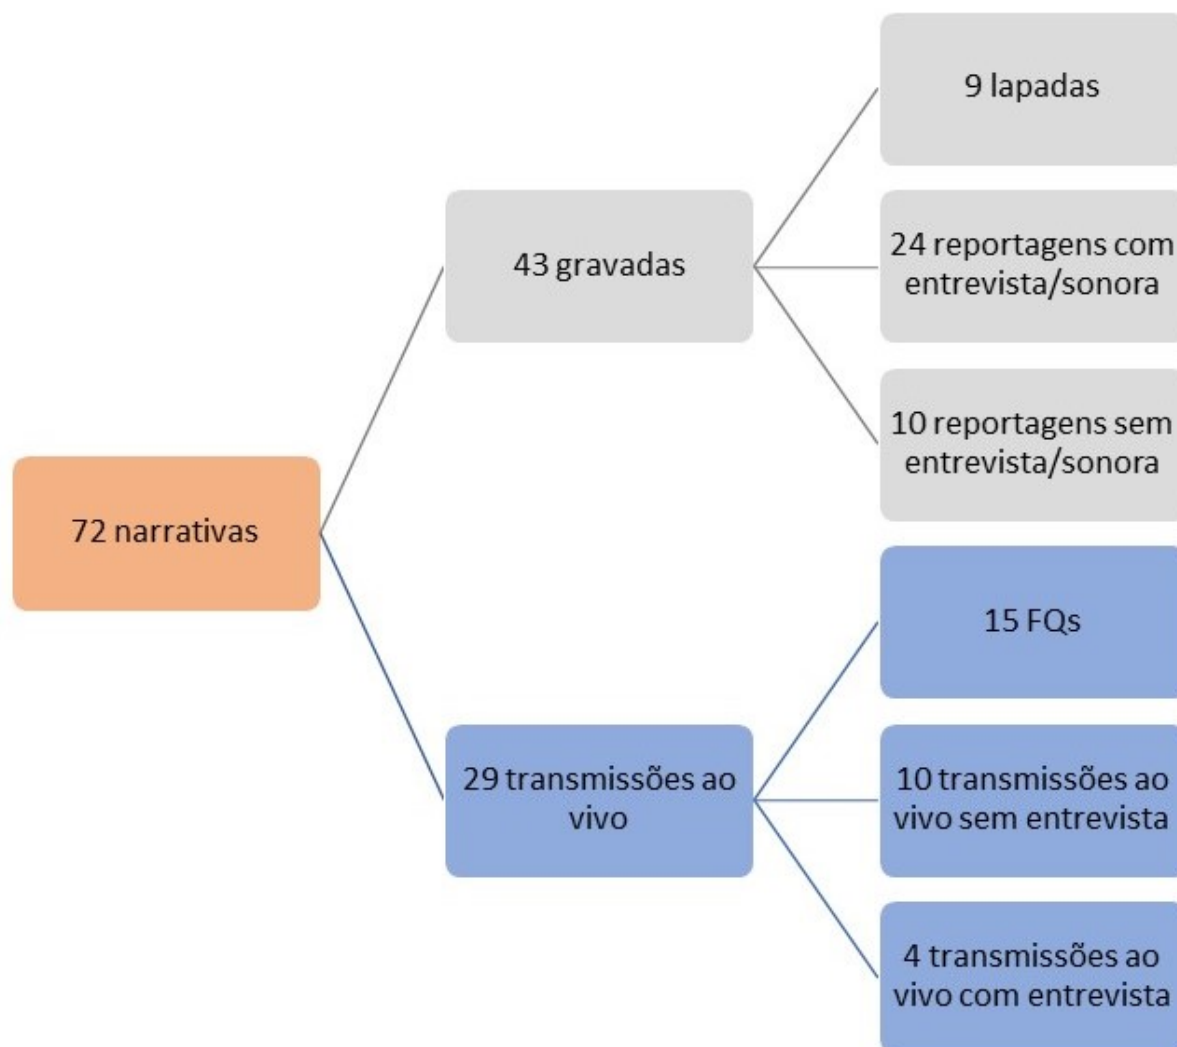 72 narrativas
43 gravadas
9 lapadas
24 reportagens com
entrevista/sonora
10 reportagens sem
entrevista/sonora
29 transmissões ao
vivo
15 FQs
10 transmissões ao
vivo sem entrevista
4 transmissões ao
vivo com entrevista